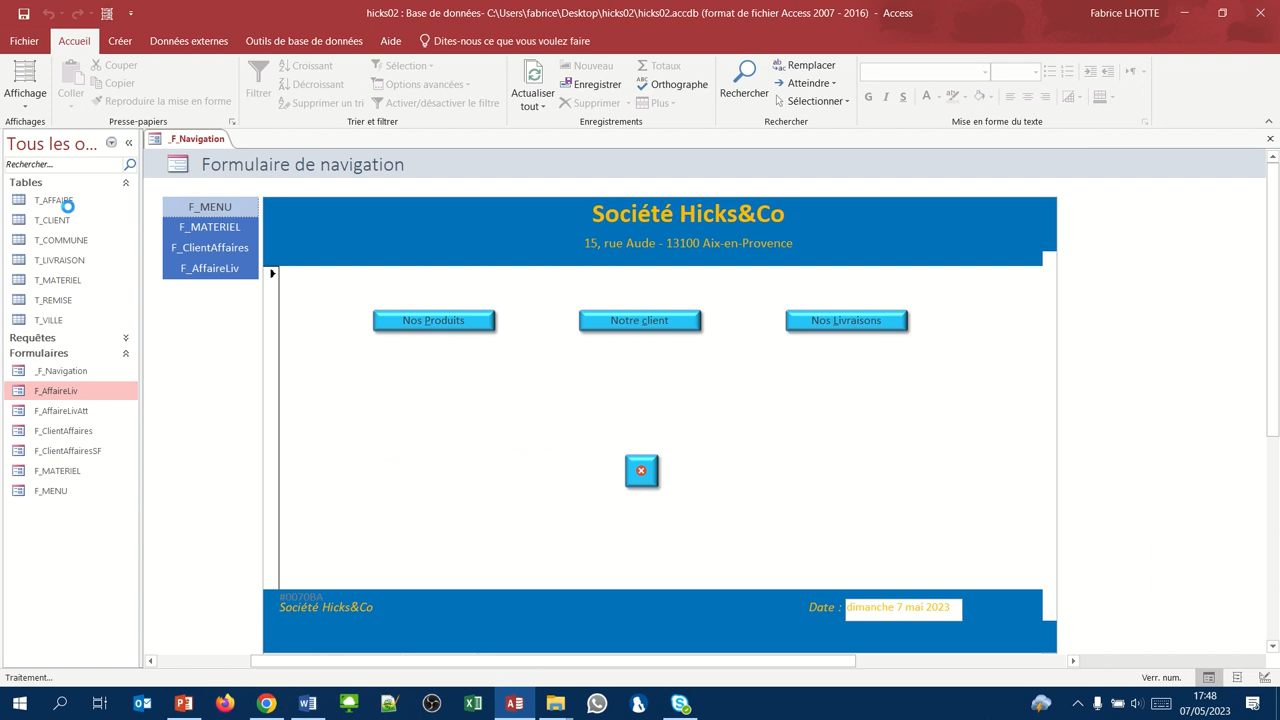 hicks02 : Base de données- C:\Users\fabrice\Desktop\hicks02\hicks02.accdb (format de fichier Access 2007 - 2016) - Access
Fabrice LHOTTE
Fichier
Accueil
Créer
Données externes
Outils de base de données
Aide
Dites-nous ce que vous voulez faire
Affichage
Coller
Couper
Copier
Reproduire la mise en forme
Filtrer
Croissant
Décroissant
Supprimer un tri
Sélection
Options avancées
Activer/désactiver le filtre
Actualiser
tout
Nouveau
Enregistrer
Supprimer
Totaux
Orthographe
Plus
Rechercher
Remplacer
Atteindre
Sélectionner
G I S
Affichages
Presse-papiers
Trier et filtrer
Enregistrements
Rechercher
Mise en forme du texte
Tous les o...
Rechercher...
Tables
T_AFFAIRE
T_CLIENT
T_COMMUNE
T_LIVRAISON
T_MATERIEL
T_REMISE
T_VILLE
Requêtes
Formulaires
_F_Navigation
F_AffaireLiv
F_AffaireLivAtt
F_ClientAffaires
F_ClientAffairesSF
F_MATERIEL
F_MENU
_F_Navigation
Formulaire de navigation
F_MENU
F_MATERIEL
F_ClientAffaires
F_AffaireLiv
Société Hicks&Co
15, rue Aude - 13100 Aix-en-Provence
Nos Produits
Notre client
Nos Livraisons
#0070BA
Société Hicks&Co
Date : dimanche 7 mai 2023
Traitement...
Verr. num.
17:48
07/05/2023